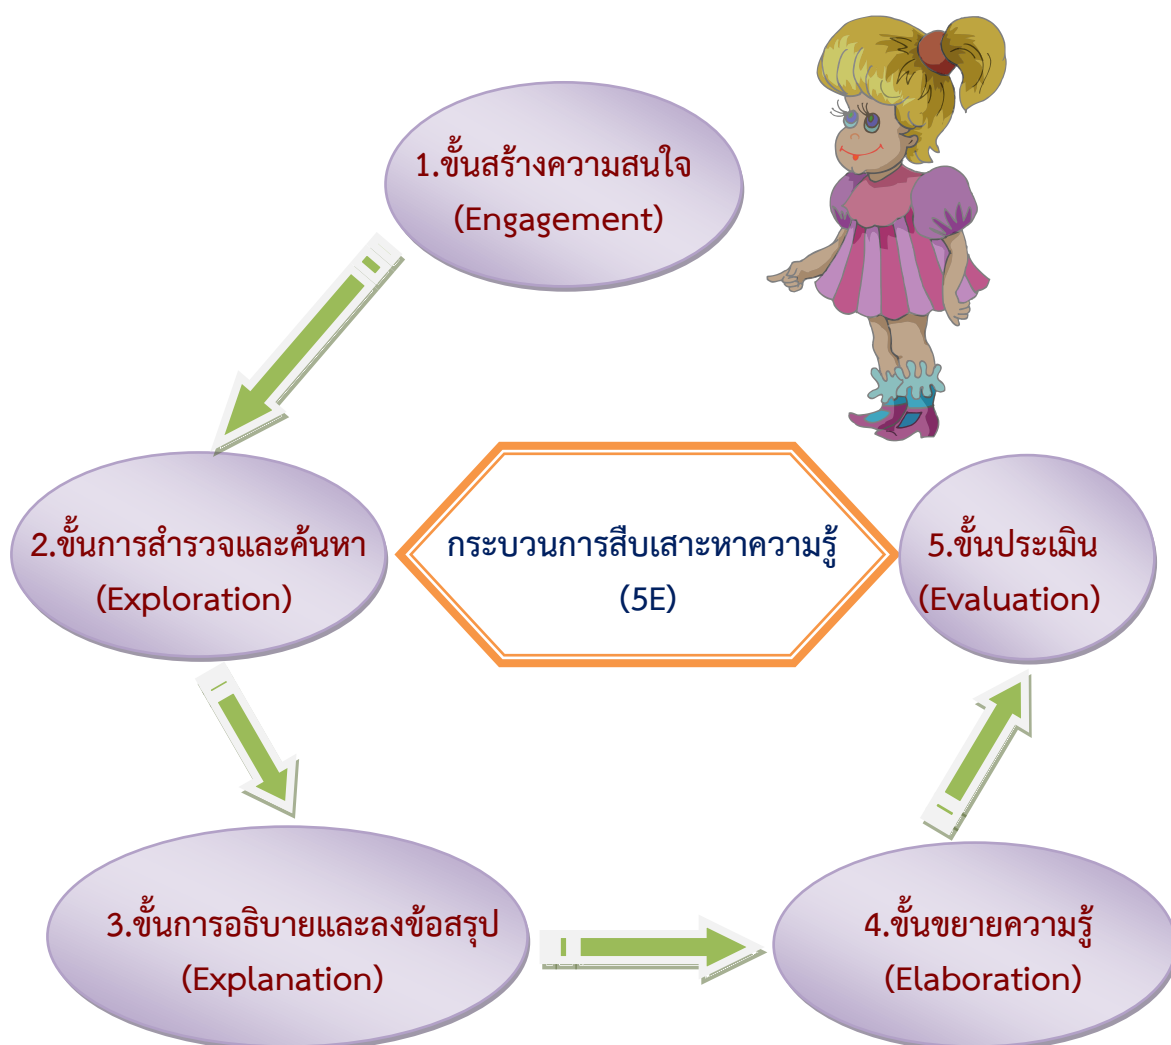 1.ขั้นสร้างความสนใจ
(Engagement)
2.ขั้นการสำรวจและค้นหา
(Exploration)
กระบวนการสืบเสาะหาความรู้
(5E)
5.ขั้นประเมิน
(Evaluation)
3.ขั้นการอธิบายและลงข้อสรุป
(Explanation)
4.ขั้นขยายความรู้
(Elaboration)